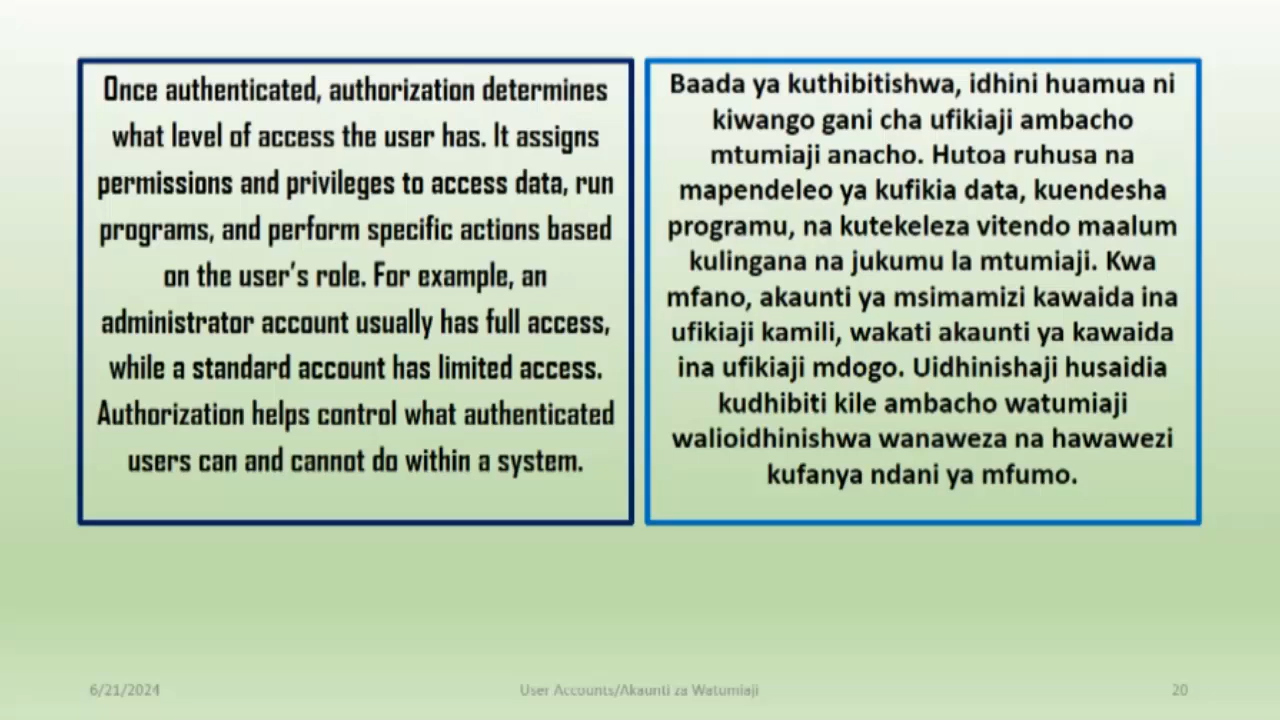 Once authenticated, authorization determines
what level of access the user has. It assigns
permissions and privileges to access data, run
programs, and perform specific actions based
on the user's role. For example, an
administrator account usually has full access,
while a standard account has limited access.
Authorization helps control what authenticated
users can and cannot do within a system.
Baada ya kuthibitishwa, idhini huamua ni
kiwango gani cha ufikiaji ambacho
mtumiaji anacho. Hutoa ruhusa na
mapendeleo ya kufikia data, kuendesha
programu, na kutekeleza vitendo maalum
kulingana na jukumu la mtumiaji. Kwa
mfano, akaunti ya msimamizi kawaida ina
ufikiaji kamili, wakati akaunti ya kawaida
ina ufikiaji mdogo. Uidhinishaji husaidia
kudhibiti kile ambacho watumiaji
walioidhinishwa wanaweza na hawawezi
kufanya ndani ya mfumo.
6/21/2024
User Accounts/Akaunti za Watumiaji
20